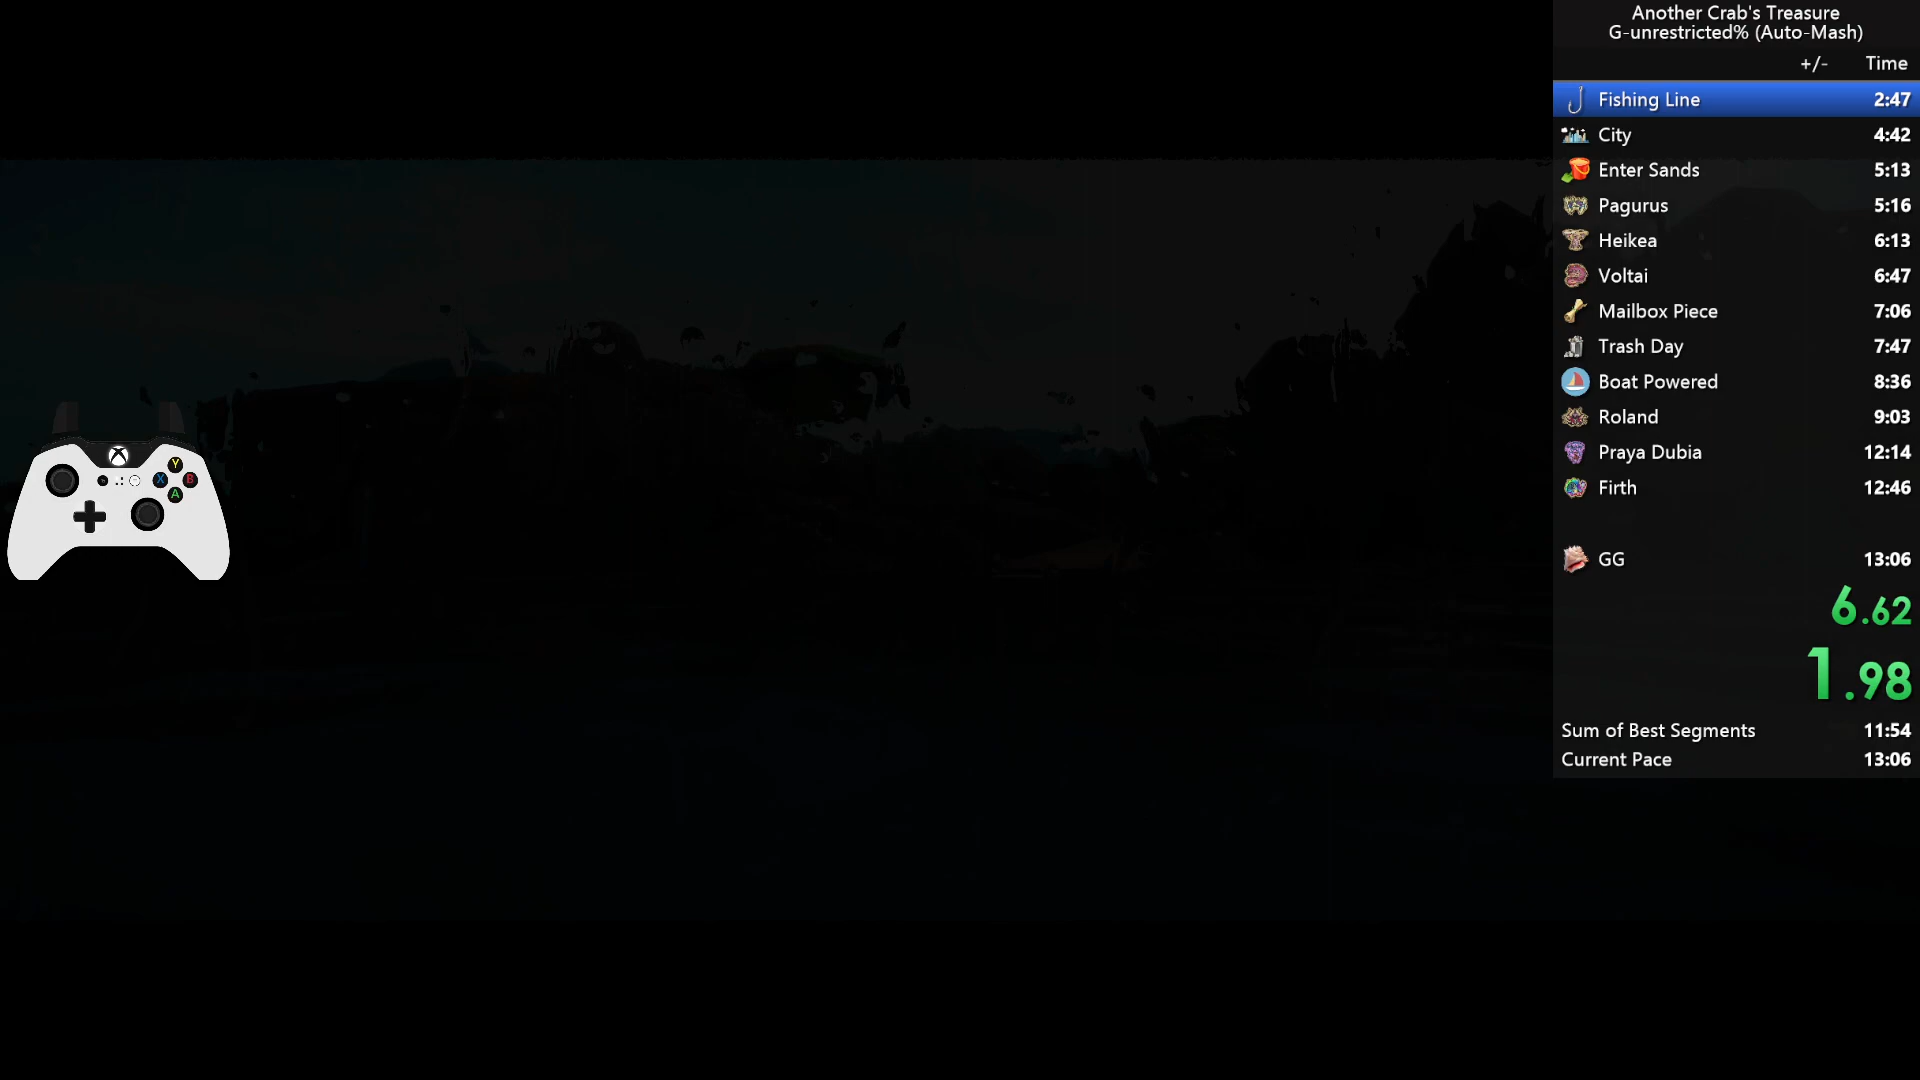 Another Crab's Treasure
G-unrestricted% (Auto-Mash)
+/- Time
Fishing Line 2:47
City 4:42
Enter Sands 5:13
Pagurus 5:16
Heikea 6:13
Voltai 6:47
Mailbox Piece 7:06
Trash Day 7:47
Boat Powered 8:36
Roland 9:03
Praya Dubia 12:14
Firth 12:46
GG 13:06
6.62
1.98
Sum of Best Segments 11:54
Current Pace 13:06
Y
X B
A